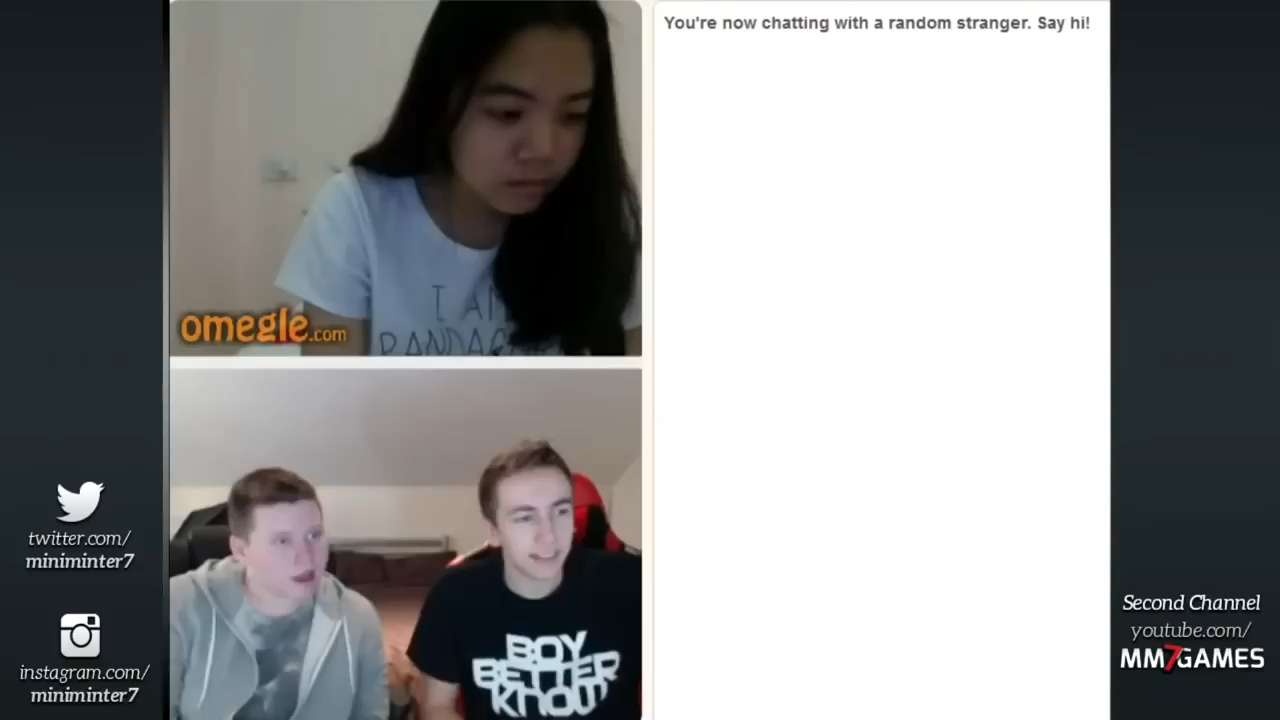 You're now chatting with a random stranger. Say hi!
I AM
omegle.com
twitter.com/
miniminter7
BOY
BETTER
KNOW
instagram.com/
miniminter7
Second Channel
youtube.com/
MM7GAMES